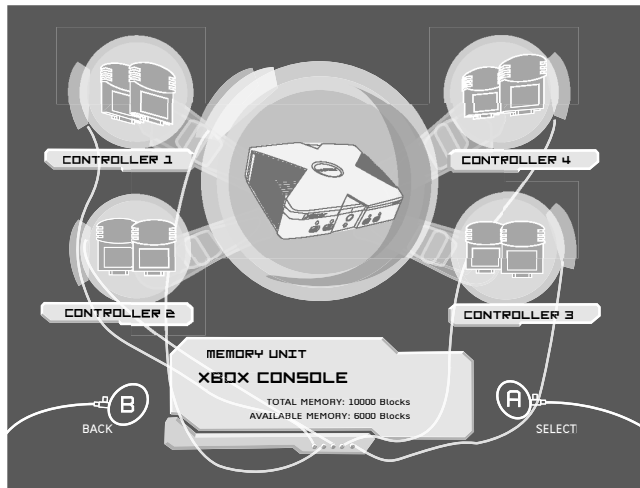 CONTROLLER 1
CONTROLLER 4
CONTROLLER 2
CONTROLLER 3
MEMORY UNIT
XBOX CONSOLE
TOTAL MEMORY: 10000 Blocks
AVAILABLE MEMORY: 6000 Blocks
B
A
BACK
SELECT